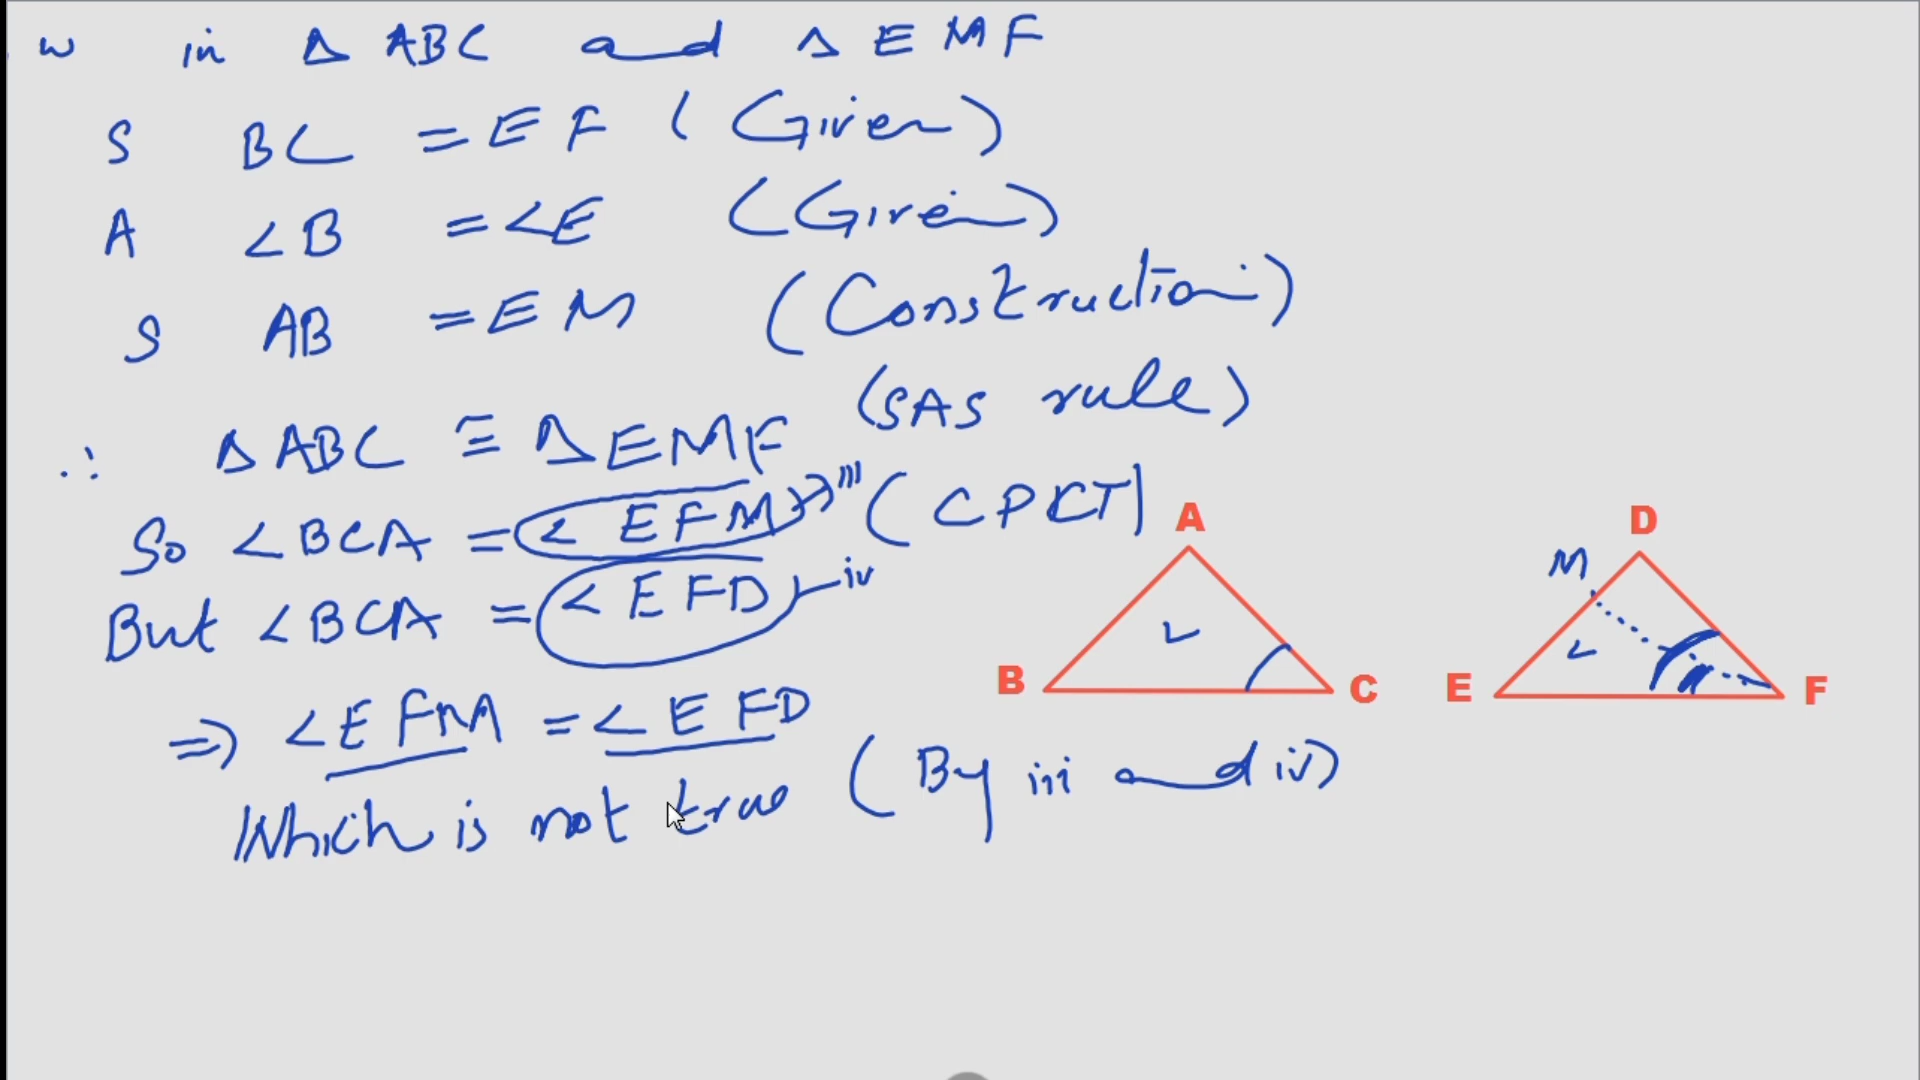 w in Δ ABC and Δ EMF
S BC = EF (Given)
A ∠B = ∠E (Given)
S AB = EM (Construction)
∴ Δ ABC ≅ Δ EMF (SAS rule)
So ∠BCA = ∠EFM iii (CPCT)
But ∠BCA = ∠EFD iv
⇒ ∠EFM = ∠EFD
Which is not true (By iii and iv)
A
B
C
D
M
E
F